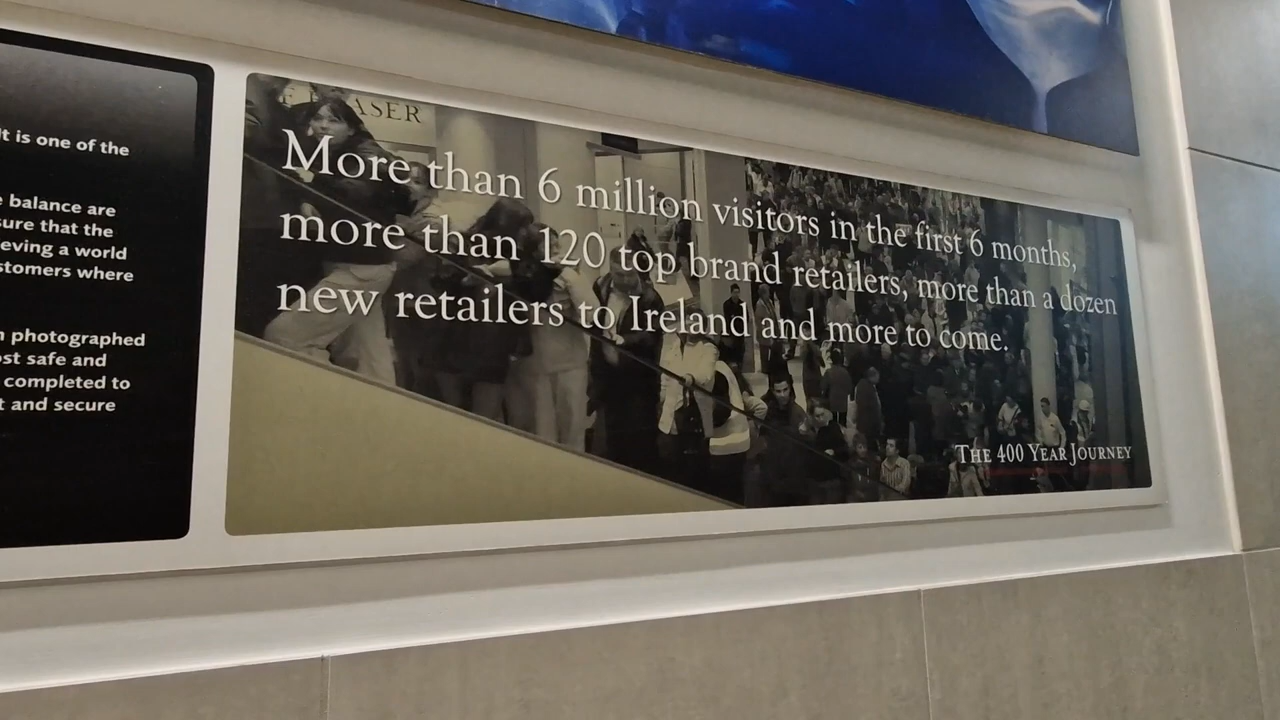 It is one of the
balance are
sure that the
eving a world
stomers where
photographed
ost safe and
completed to
t and secure
ASER
More than 6 million visitors in the first 6 months,
more than 120 top brand retailers, more than a dozen
new retailers to Ireland and more to come.
THE 400 YEAR JOURNEY